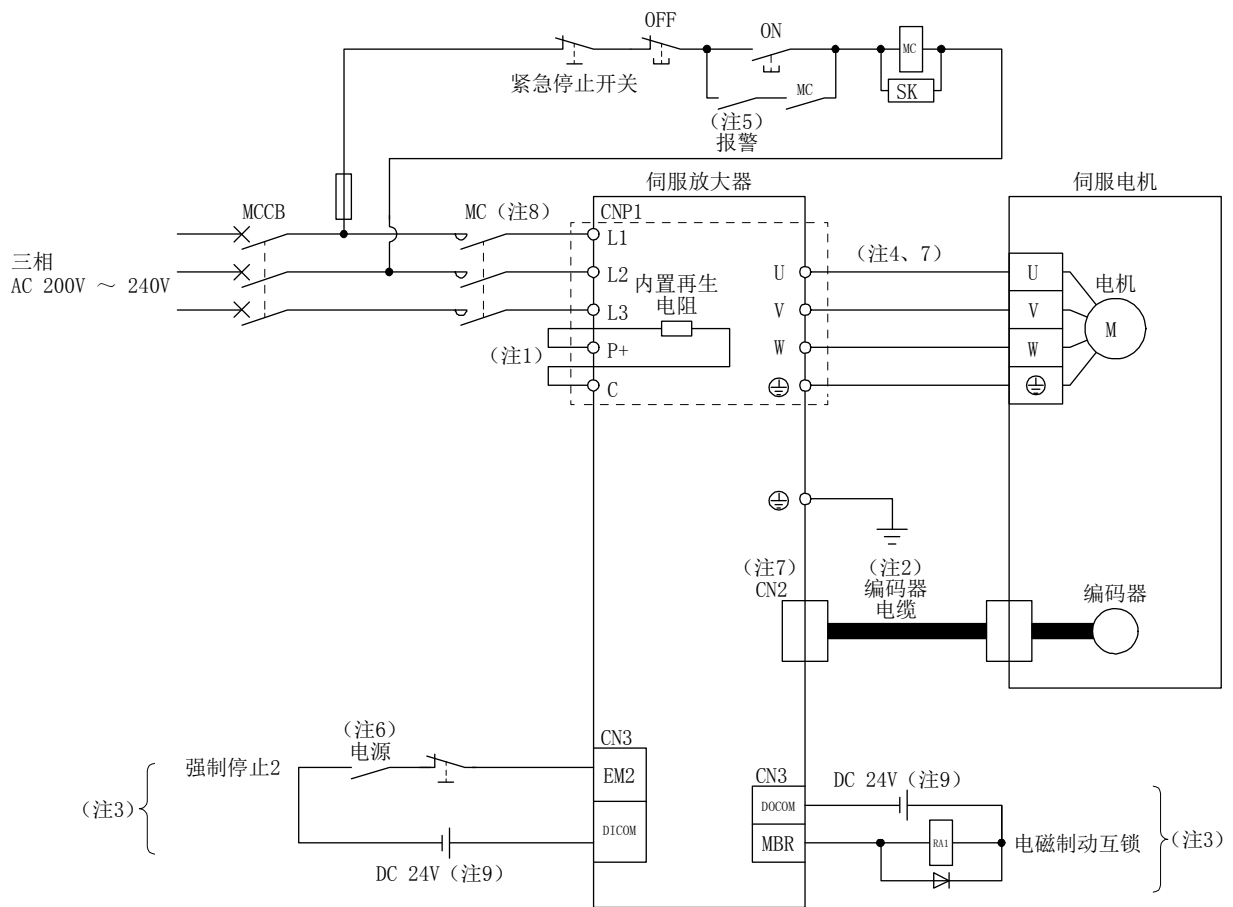 OFF
ON
MC
紧急停止开关
SK
MC
(注5)
报警
伺服放大器
伺服电机
MCCB
MC (注8)
CNP1
L1
三相
AC 200V ～ 240V
L2
U
(注4、7)
U
电机
内置再生
电阻
L3
V
V
M
(注1)
P+
W
W
C
(注7)
CN2
(注2)
编码器
电缆
编码器
(注6)
电源
强制停止2
CN3
EM2
CN3
DC 24V (注9)
(注3)
DOCOM
DICOM
MBR
RA1
电磁制动互锁
(注3)
DC 24V (注9)